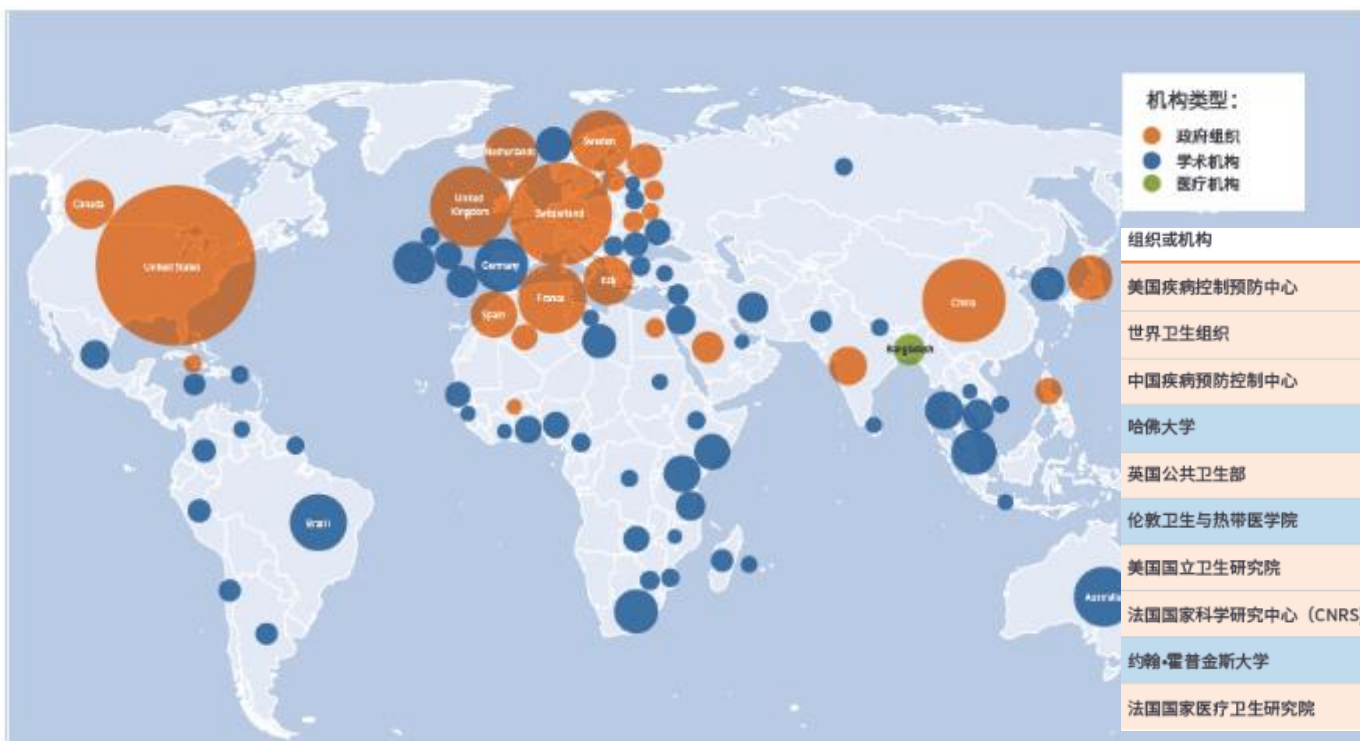 机构类型：
政府组织
学术机构
医疗机构
Netherlands
Sweden
Canada
United
Kingdom
Switzerland
United States
Germany
Italy
France
Spain
China
Bangladesh
Brazil
Australia
组织或机构
美国疾病控制预防中心
世界卫生组织
中国疾病预防控制中心
哈佛大学
英国公共卫生部
伦敦卫生与热带医学院
美国国立卫生研究院
法国国家科学研究中心（CNRS
约翰•霍普金斯大学
法国国家医疗卫生研究院